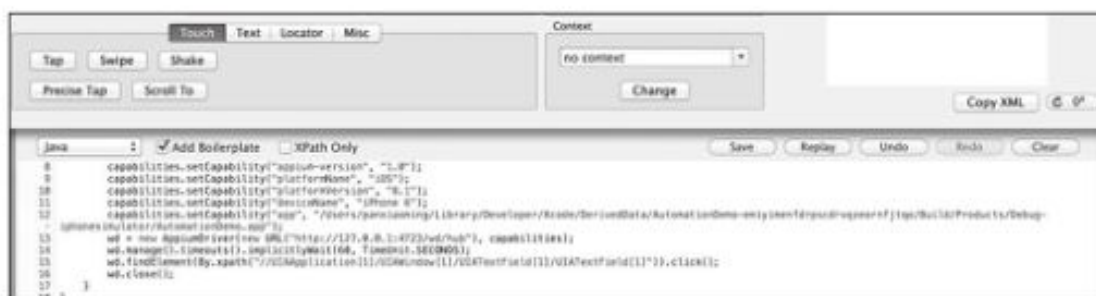 Touch Text Locator Misc
Context
Tap Swipe Shake
no context
Precise Tap Scroll To
Change
Copy XML 0°
Java Add Boilerplate XPath Only Save Replay Undo Redo Clear
8 capabilities.setCapability("appium-version", "1.0");
9 capabilities.setCapability("platformName", "iOS");
10 capabilities.setCapability("platformVersion", "8.1");
11 capabilities.setCapability("deviceName", "iPhone 6");
12 capabilities.setCapability("app",
iphonesimulator/AutomationDemo.app");
13 wd = new AppiumDriver(new URL("http://127.0.0.1:4723/wd/hub"), capabilities);
14 wd.manage().timeouts().implicitlyWait(60, TimeUnit.SECONDS);
15 wd.findElement(By.xpath("//UIAApplication[1]/UIAWindow[1]/UIATextField[1]/UIATextField[1]")).click();
16 wd.close();
17 }
18 }